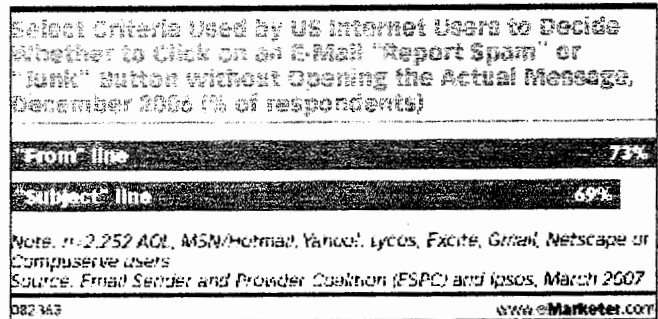 Select Criteria Used by US Internet Users to Decide
Whether to Click on an E-Mail "Report Spam" or
"Junk" Button without Opening the Actual Message,
December 2006 (% of respondents)
"From" line 73%
"Subject" line 69%
Note: n=2,252 AOL, MSN/Hotmail, Yahoo!, Lycos, Excite, Gmail, Netscape or
Compuserve users
Source: Email Sender and Provider Coalition (ESPC) and Ipsos, March 2007
082363 www.eMarketer.com